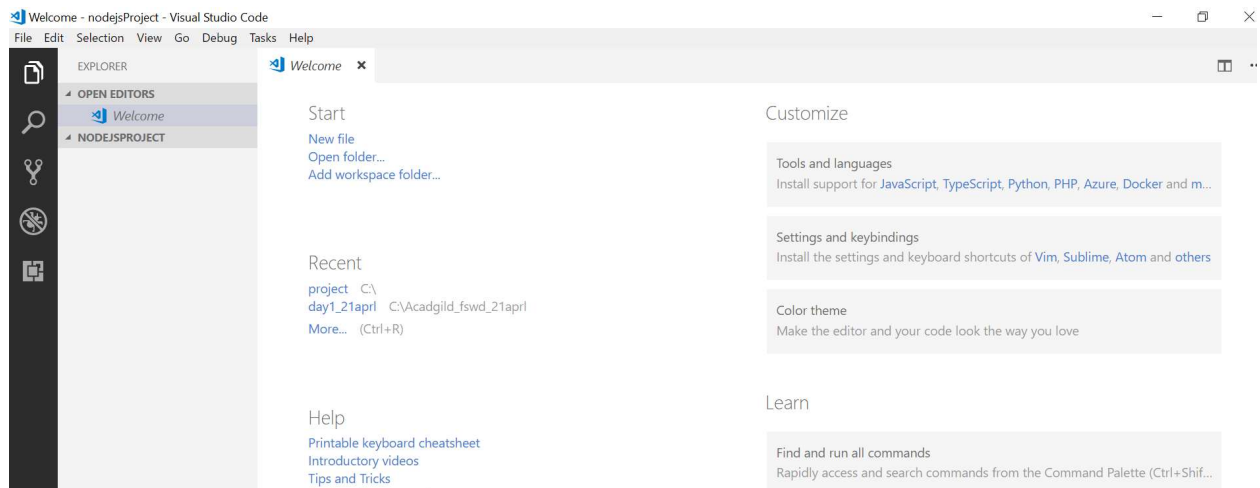 Welcome - nodejsProject - Visual Studio Code
File Edit Selection View Go Debug Tasks Help
EXPLORER
OPEN EDITORS
Welcome
NODEJSPROJECT
Welcome
Start
New file
Open folder...
Add workspace folder...
Recent
project C:\
day1_21aprl C:\Acadgild_fswd_21aprl
More... (Ctrl+R)
Help
Printable keyboard cheatsheet
Introductory videos
Tips and Tricks
Customize
Tools and languages
Install support for JavaScript, TypeScript, Python, PHP, Azure, Docker and m...
Settings and keybindings
Install the settings and keyboard shortcuts of Vim, Sublime, Atom and others
Color theme
Make the editor and your code look the way you love
Learn
Find and run all commands
Rapidly access and search commands from the Command Palette (Ctrl+Shif...